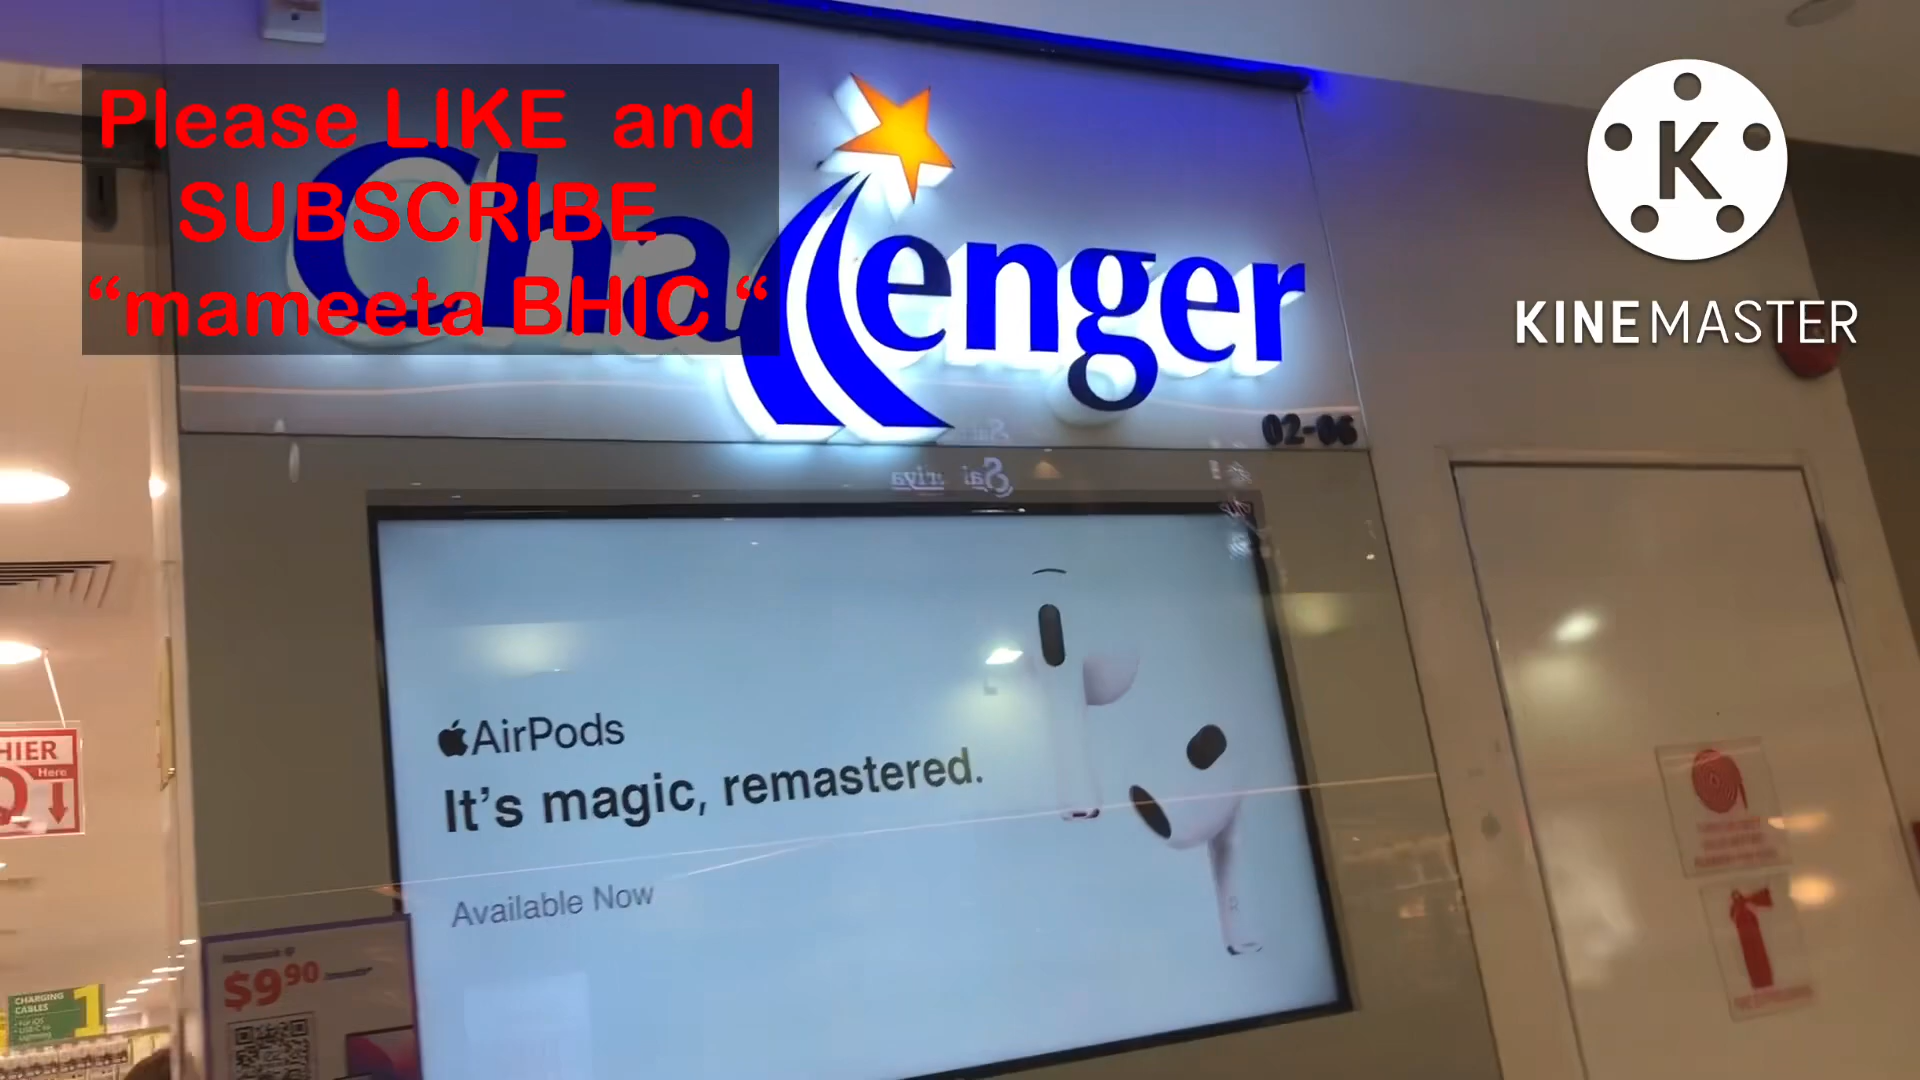 Please LIKE and
SUBSCRIBE
“mameeta BHIC “
Challenger
K
KINEMASTER
02-06
AirPods
It's magic, remastered.
Available Now
HIER
Here
Q
$9.90
CHARGING
CABLES
1
R